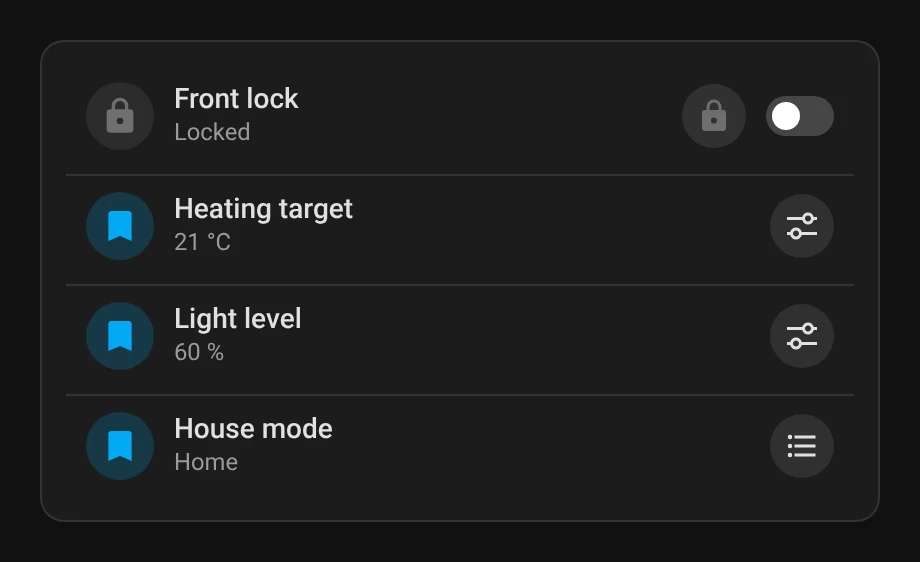 Front lock
Locked
Heating target
21 °C
Light level
60 %
House mode
Home